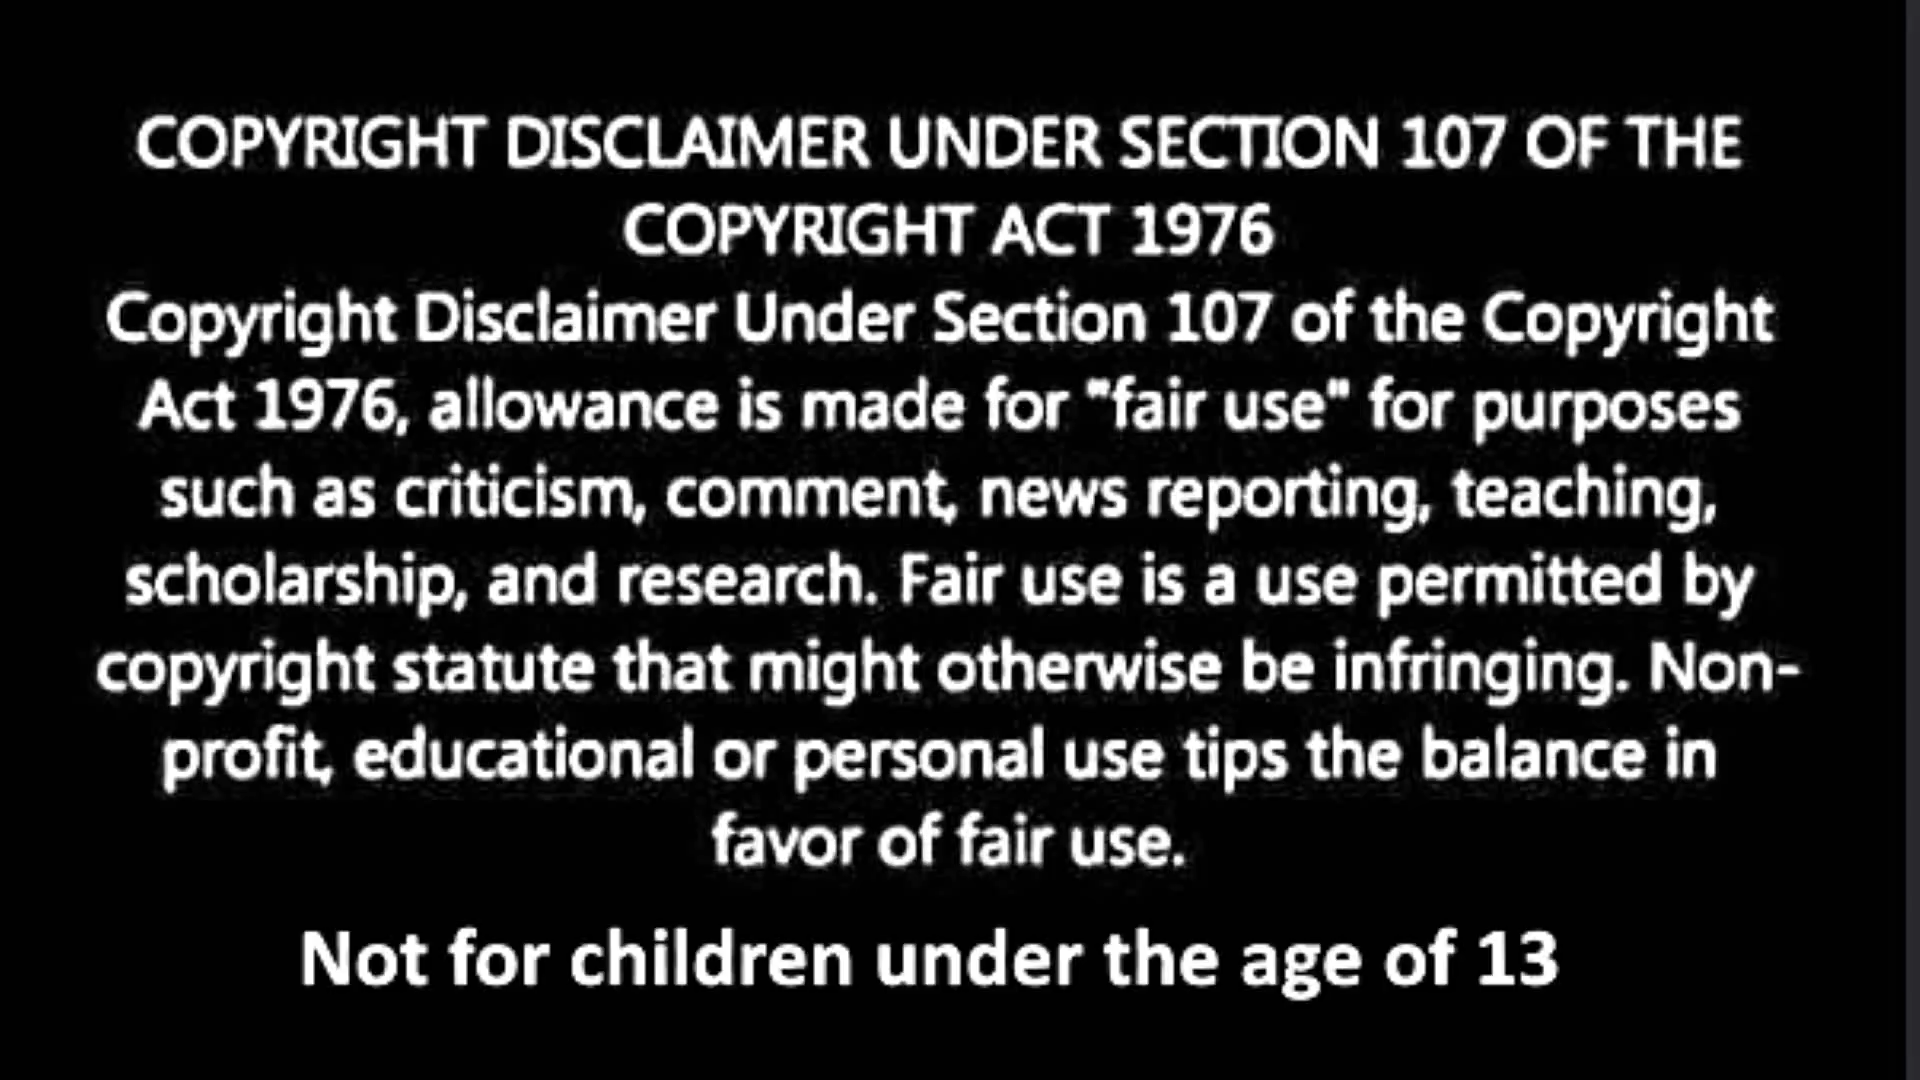 COPYRIGHT DISCLAIMER UNDER SECTION 107 OF THE
COPYRIGHT ACT 1976
Copyright Disclaimer Under Section 107 of the Copyright
Act 1976, allowance is made for "fair use" for purposes
such as criticism, comment, news reporting, teaching,
scholarship, and research. Fair use is a use permitted by
copyright statute that might otherwise be infringing. Non-
profit, educational or personal use tips the balance in
favor of fair use.
Not for children under the age of 13